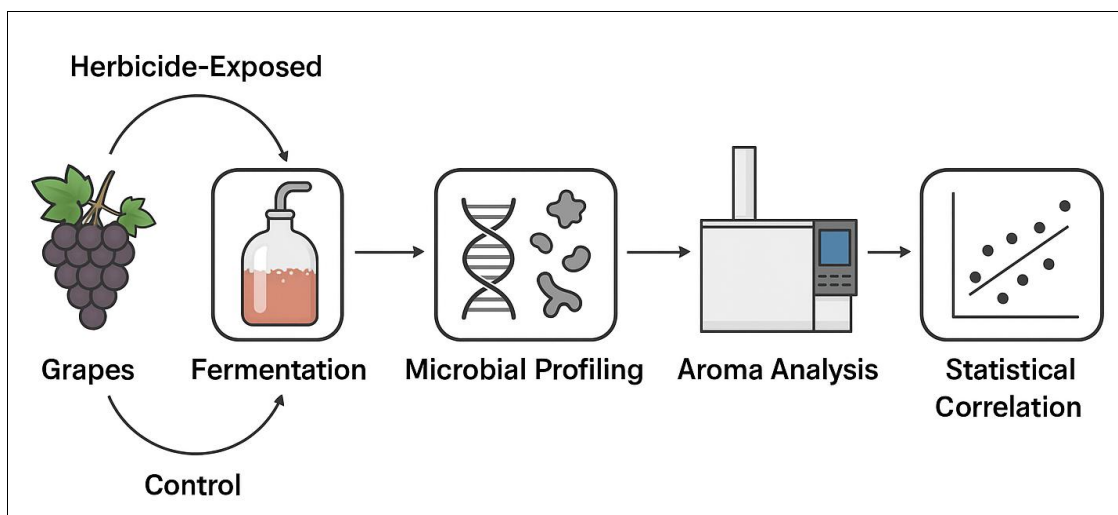 Herbicide-Exposed
Grapes
Fermentation
Microbial Profiling
Aroma Analysis
Statistical
Correlation
Control